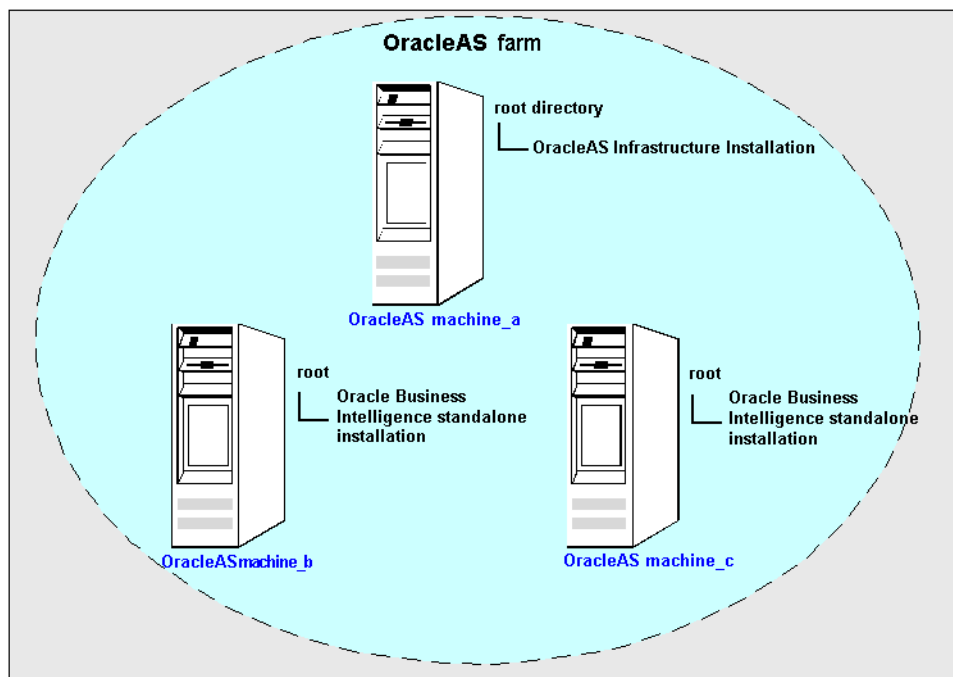 OracleAS farm
root directory
OracleAS Infrastructure Installation
OracleAS machine_a
root
Oracle Business
Intelligence standalone
installation
OracleASmachine_b
root
Oracle Business
Intelligence standalone
installation
OracleAS machine_c